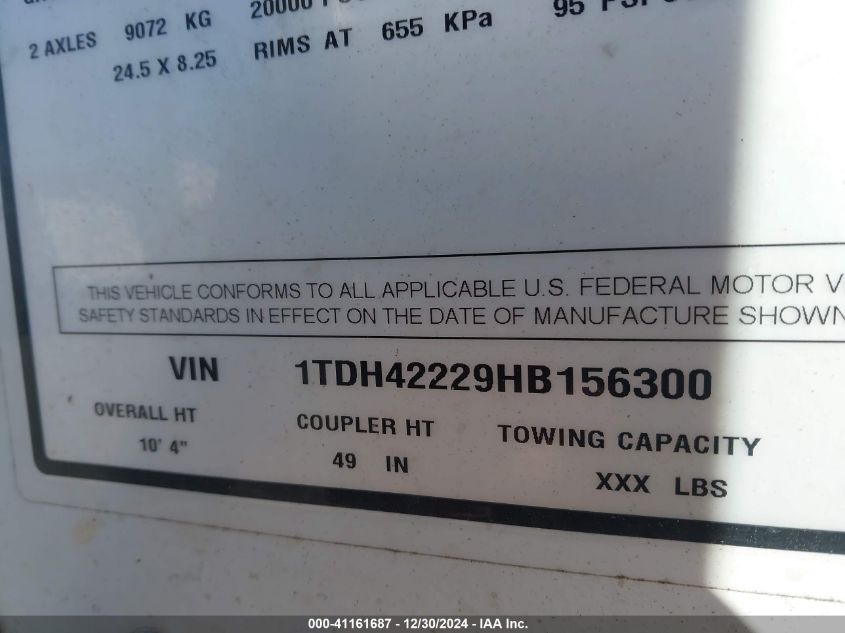 2 AXLES 9072 KG 20000
24.5 X 8.25 RIMS AT 655 KPa 95
THIS VEHICLE CONFORMS TO ALL APPLICABLE U.S. FEDERAL MOTOR V
SAFETY STANDARDS IN EFFECT ON THE DATE OF MANUFACTURE SHOWN
VIN 1TDH42229HB156300
OVERALL HT COUPLER HT TOWING CAPACITY
10' 4" 49 IN XXX LBS
000-41161687 - 12/30/2024 - IAA Inc.